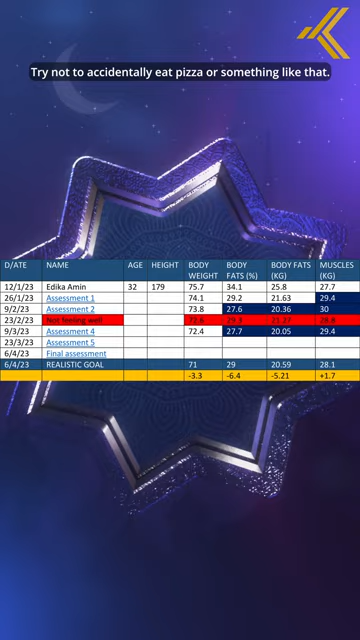 Try not to accidentally eat pizza or something like that.
D/ATE NAME AGE HEIGHT BODY WEIGHT BODY FATS (%) BODY FATS (KG) MUSCLES (KG)
12/1/23 Edika Amin 32 179 75.7 34.1 25.8 27.7
26/1/23 Assessment 1 74.1 29.2 21.63 29.4
9/2/23 Assessment 2 73.8 27.6 20.36 30
23/2/23 Not feeling well
9/3/23 Assessment 4 72.4 27.7 20.05 29.4
23/3/23 Assessment 5
6/4/23 Final assessment
6/4/23 REALISTIC GOAL 71 29 20.59 28.1
-3.3 -6.4 -5.21 +1.7